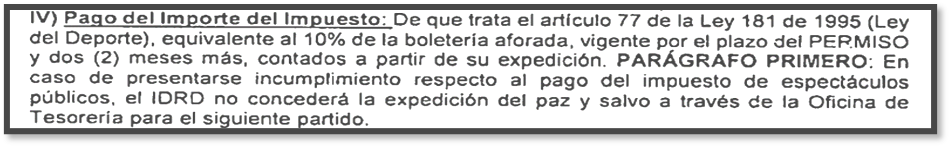 IV) Pago del Importe del Impuesto: De que trata el artículo 77 de la Ley 181 de 1995 (Ley
del Deporte), equivalente al 10% de la boletería aforada, vigente por el plazo del PERMISO
y dos (2) meses más, contados a partir de su expedición. PARÁGRAFO PRIMERO: En
caso de presentarse incumplimiento respecto al pago del impuesto de espectáculos
públicos, el IDRD no concederá la expedición del paz y salvo a través de la Oficina de
Tesorería para el siguiente partido.